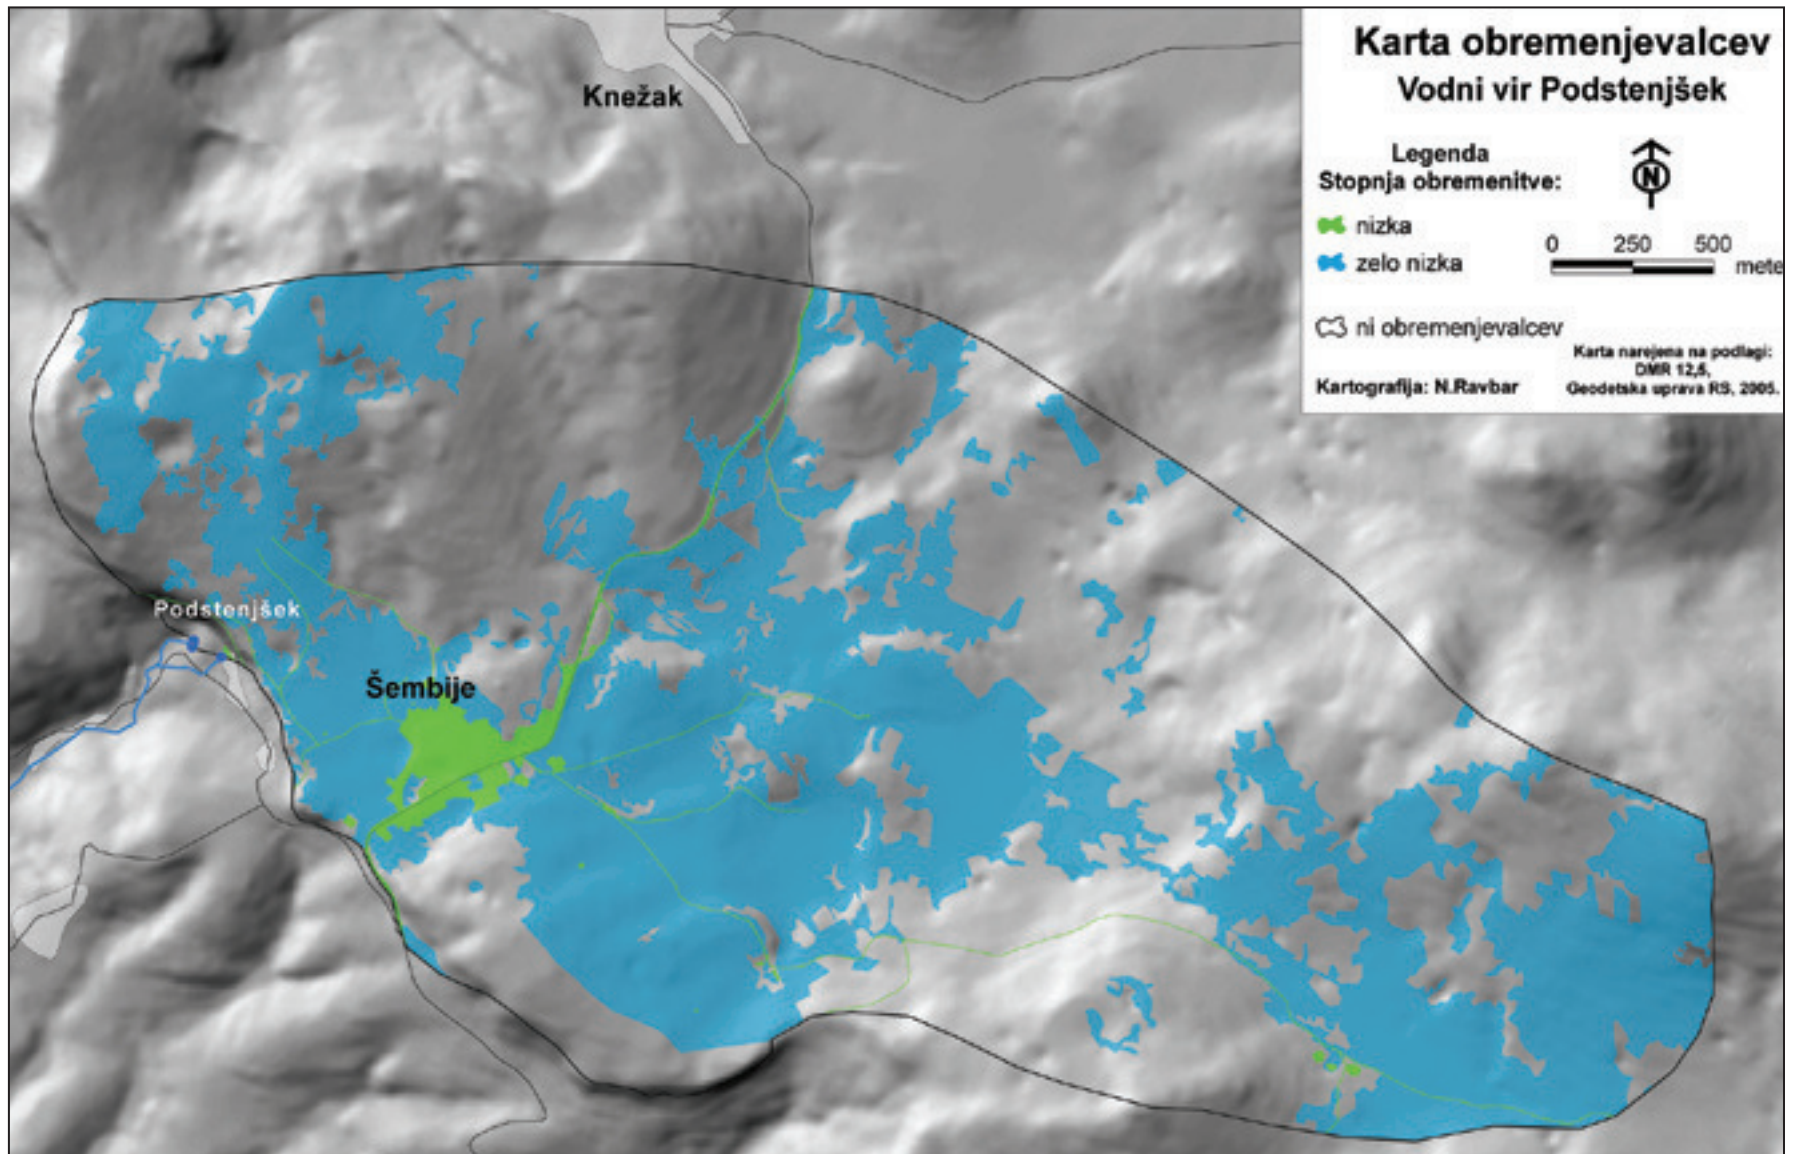 Karta obremenjevalcev
Vodni vir Podstenjšek
Legenda
Stopnja obremenitve:
nizka
zelo nizka
ni obremenjevalcev
N
0 250 500
mete
Karta narejena na podlagi:
DMR 12,5,
Geodetska uprava RS, 2005.
Kartografija: N.Ravbar
Knežak
Podstenjšek
Šembije